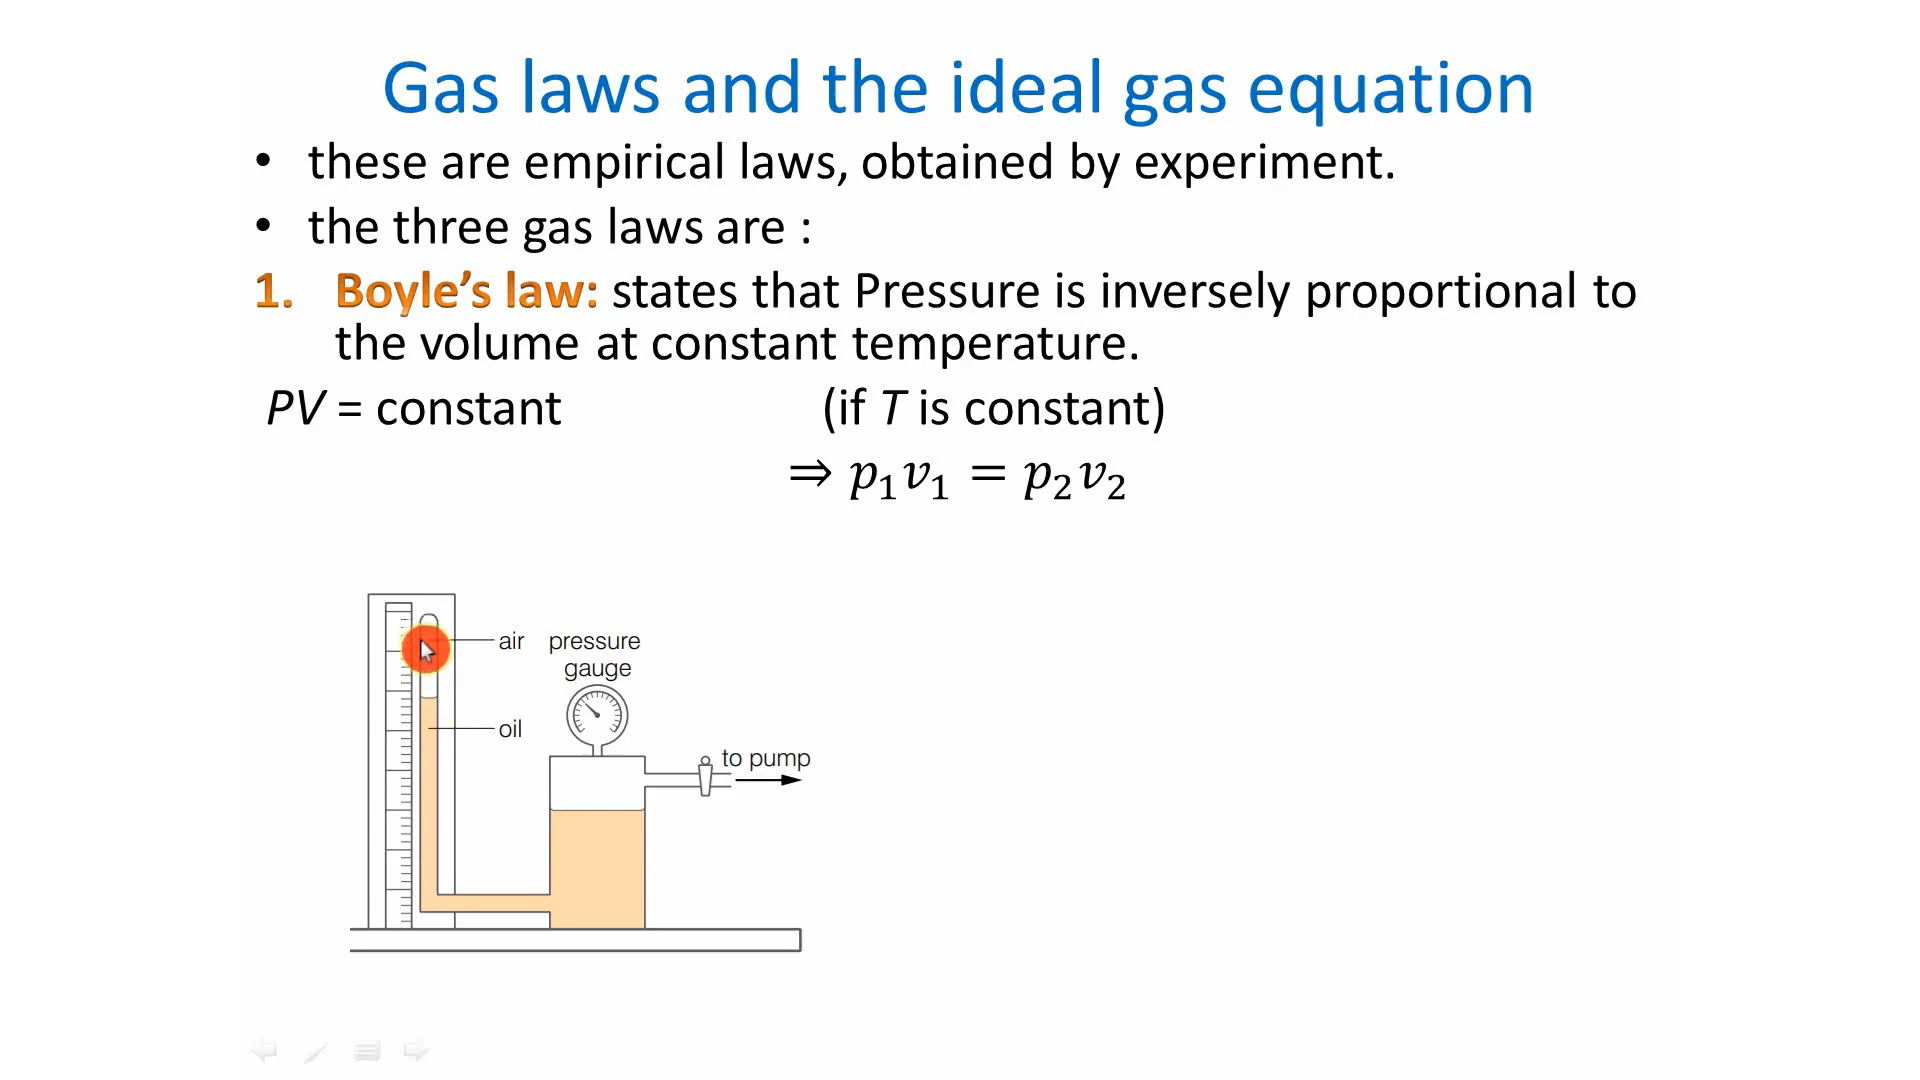 Gas laws and the ideal gas equation
• these are empirical laws, obtained by experiment.
• the three gas laws are :
1. Boyle’s law: states that Pressure is inversely proportional to
the volume at constant temperature.
PV = constant (if T is constant)
⇒ p₁v₁ = p₂v₂
air
pressure
gauge
oil
to pump